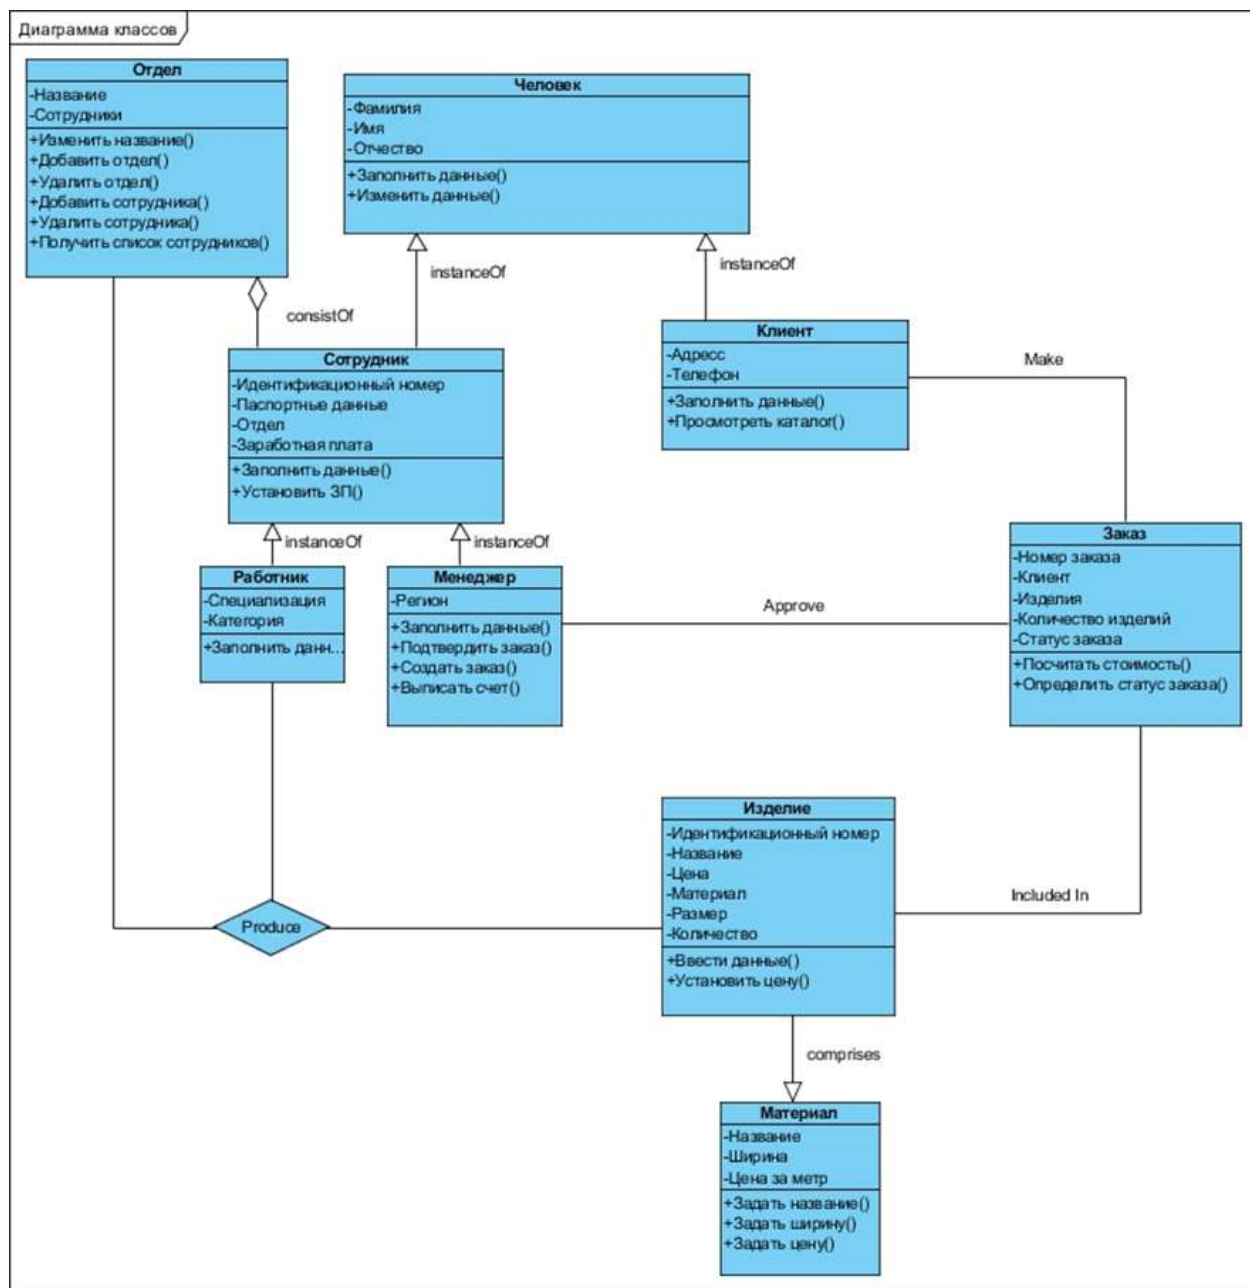 Диаграмма классов
Отдел
-Название
-Сотрудники
+Изменить название()
+Добавить отдел()
+Удалить отдел()
+Добавить сотрудника()
+Удалить сотрудника()
+Получить список сотрудников()
Человек
-Фамилия
-Имя
-Отчество
+Заполнить данные()
+Изменить данные()
instanceOf
instanceOf
consistOf
Сотрудник
-Идентификационный номер
-Паспортные данные
-Отдел
-Заработная плата
+Заполнить данные()
+Установить ЗП()
Клиент
-Адресс
-Телефон
+Заполнить данные()
+Просмотреть каталог()
Make
instanceOf
instanceOf
Работник
-Специализация
-Категория
+Заполнить данн...
Менеджер
-Регион
+Заполнить данные()
+Подтвердить заказ()
+Создать заказ()
+Выписать счет()
Approve
Заказ
-Номер заказа
-Клиент
-Изделия
-Количество изделий
-Статус заказа
+Посчитать стоимость()
+Определить статус заказа()
Produce
Изделие
-Идентификационный номер
-Название
-Цена
-Материал
-Размер
-Количество
+Ввести данные()
+Установить цену()
Included In
comprises
Материал
-Название
-Ширина
-Цена за метр
+Задать название()
+Задать ширину()
+Задать цену()